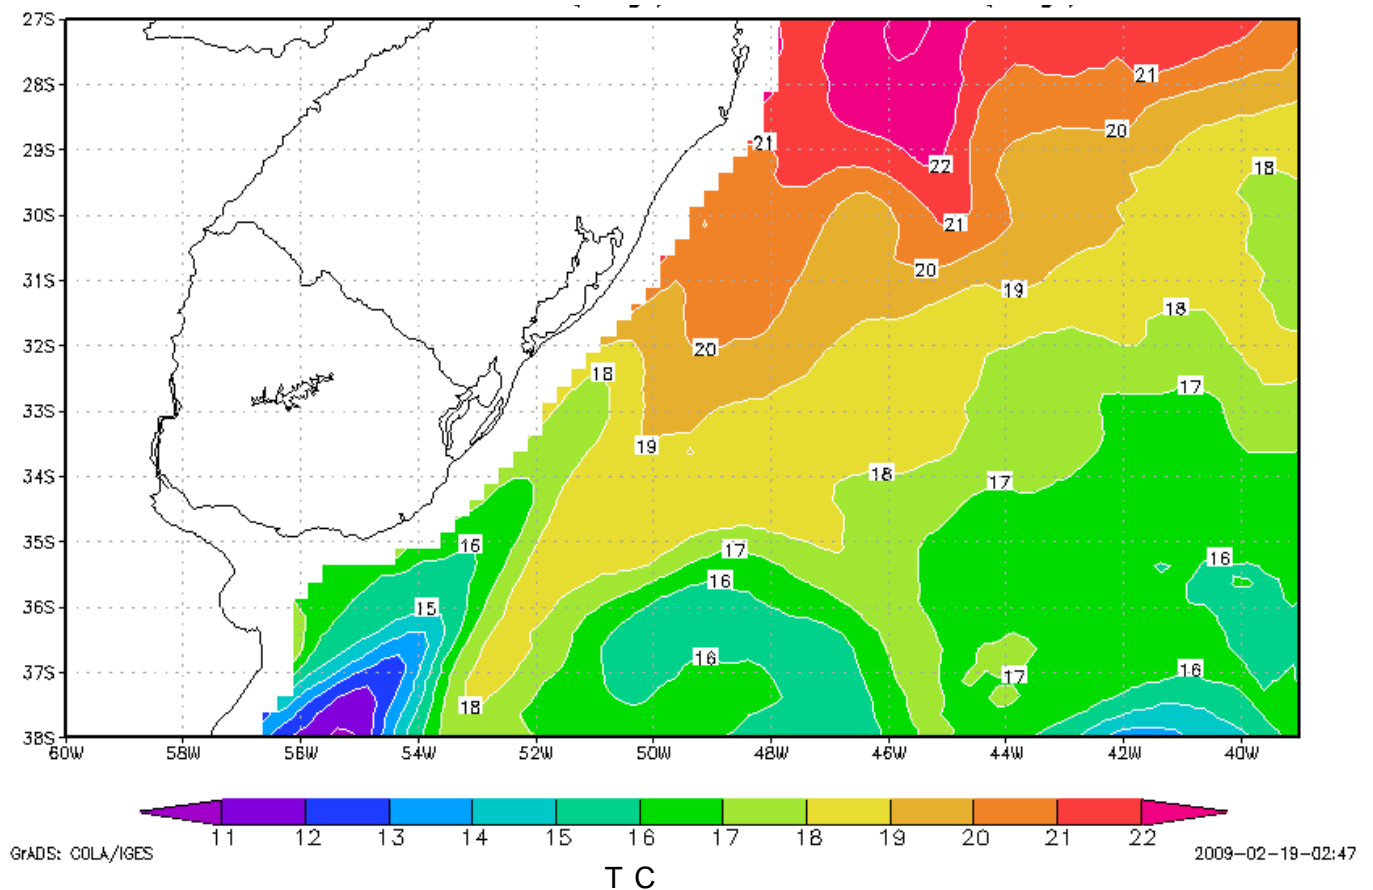 27S
28S
29S
30S
31S
32S
33S
34S
35S
36S
37S
38S
21
20
21
22
18
21
20
19
18
20
18
17
19
18
17
16
17
16
16
15
16
17
16
18
60W
58W
56W
54W
52W
50W
48W
46W
44W
42W
40W
11 12 13 14 15 16 17 18 19 20 21 22
GrADS: COLA/IGES
2009-02-19-02:47
T C